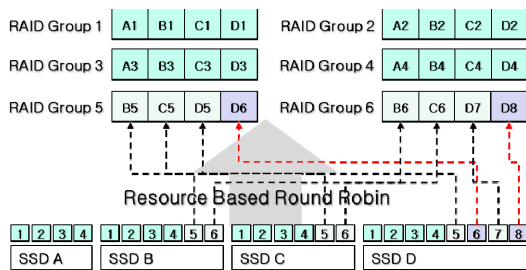 RAID Group 1 A1 B1 C1 D1 RAID Group 2 A2 B2 C2 D2
RAID Group 3 A3 B3 C3 D3 RAID Group 4 A4 B4 C4 D4
RAID Group 5 B5 C5 D5 D6 RAID Group 6 B6 C6 D7 D8
Resource Based Round Robin
1 2 3 4 1 2 3 4 5 6 1 2 3 4 5 6 1 2 3 4 5 6 7 8
SSD A SSD B SSD C SSD D